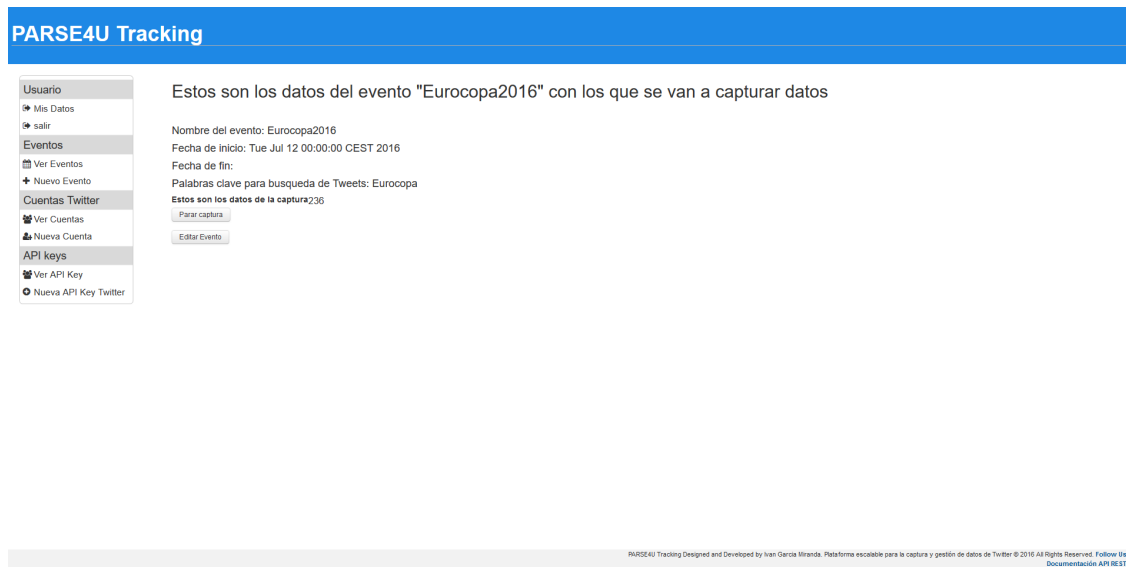 PARSE4U Tracking
Usuario
Mis Datos
salir
Eventos
Ver Eventos
Nuevo Evento
Cuentas Twitter
Ver Cuentas
Nueva Cuenta
API keys
Ver API Key
Nueva API Key Twitter
Estos son los datos del evento "Eurocopa2016" con los que se van a capturar datos
Nombre del evento: Eurocopa2016
Fecha de inicio: Tue Jul 12 00:00:00 CEST 2016
Fecha de fin:
Palabras clave para busqueda de Tweets: Eurocopa
Estos son los datos de la captura236
Parar captura
Editar Evento
PARSE4U Tracking Designed and Developed by Ivan Garcia Miranda. Plataforma escalable para la captura y gestión de datos de Twitter © 2016 All Rights Reserved. Follow Us
Documentación API REST